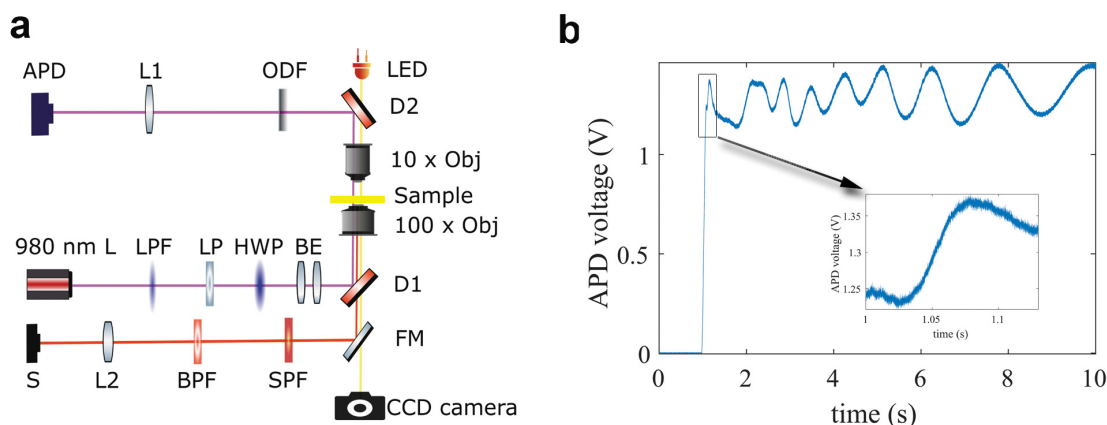 a
APD L1 ODF LED
D2
10 x Obj
Sample
100 x Obj
980 nm L LPF LP HWP BE
D1
FM
S L2 BPF SPF
CCD camera
b
APD voltage (V)
1
0.5
0
0 2 4 6 8 10
time (s)
APD voltage (V)
1.35
1.3
1.25
1 1.05 1.1
time (s)